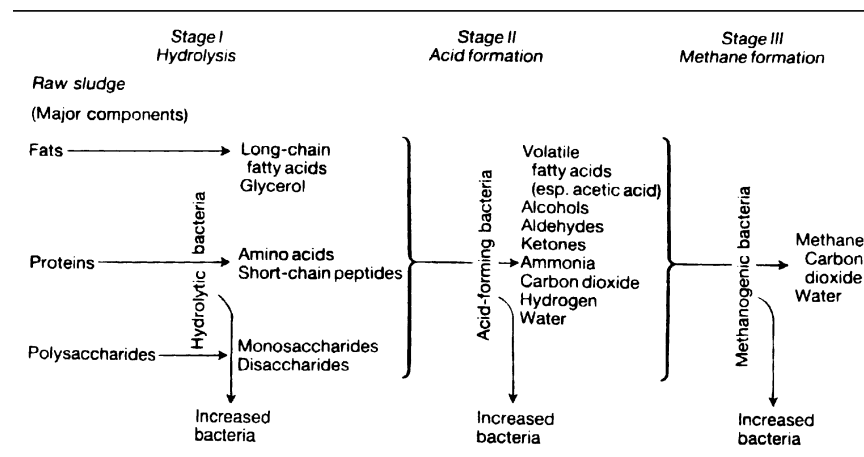 Stage I
Hydrolysis
Stage II
Acid formation
Stage III
Methane formation
Raw sludge
(Major components)
Fats
Long-chain
fatty acids
Glycerol
Proteins
Amino acids
Short-chain peptides
Polysaccharides
Monosaccharides
Disaccharides
Hydrolytic bacteria
Increased
bacteria
Acid-forming bacteria
Volatile
fatty acids
(esp. acetic acid)
Alcohols
Aldehydes
Ketones
Ammonia
Carbon dioxide
Hydrogen
Water
Increased
bacteria
Methanogenic bacteria
Methane
Carbon
dioxide
Water
Increased
bacteria